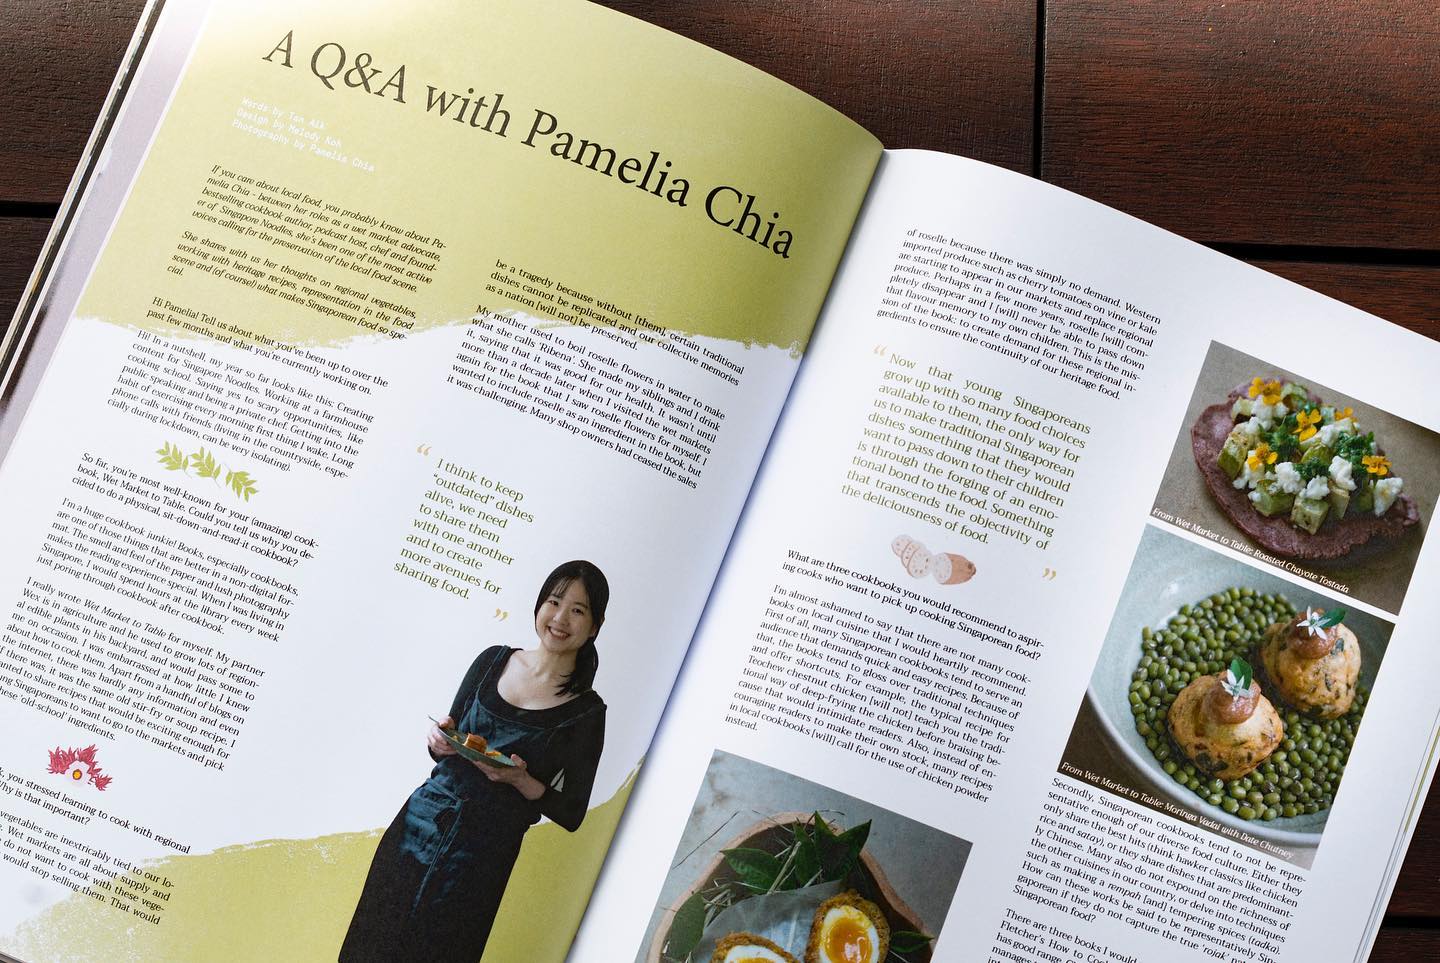 A Q&A with Pamelia Chia
Words by Tan Aik
Design by Melody Koh
Photography by Pamelia Chia
If you care about local food, you probably know about Pa-
melia Chia - between her roles as a wet market advocate,
bestselling cookbook author, podcast host, chef and found-
er of Singapore Noodles, she's been one of the most active
voices calling for the preservation of the local food scene.
She shares with us her thoughts on regional vegetables,
working with heritage recipes, representation in the food
scene and (of course!) what makes Singaporean food so spe-
cial.
Hi Pamelia! Tell us about what you've been up to over the
past few months and what you're currently working on.
Hi! In a nutshell, my year so far looks like this: Creating
content for Singapore Noodles. Working at a farmhouse
cooking school. Saying yes to scary opportunities, like
public speaking and being a private chef. Getting into the
habit of exercising every morning first thing I wake. Long
phone calls with friends (living in the countryside, espe-
cially during lockdown, can be very isolating).
So far, you're most well-known for your (amazing) cook-
book, Wet Market to Table. Could you tell us why you de-
cided to do a physical, sit-down-and-read-it cookbook?
I'm a huge cookbook junkie! Books, especially cookbooks,
are one of those things that are better in a non-digital for-
mat. The smell and feel of the paper and lush photography
makes the reading experience special. When I was living in
Singapore, I would spend hours at the library every week
just poring through cookbook after cookbook.
I really wrote Wet Market to Table for myself. My partner
Wex is in agriculture and he used to grow lots of region-
al edible plants in his backyard, and would pass some to
me on occasion. I was embarrassed at how little I knew
about how to cook them. Apart from a handful of blogs on
the internet, there was hardly any information and even
f there was, it was the same old stir-fry or soup recipe. I
anted to share recipes that would be exciting enough for
ng Singaporeans to want to go to the markets and pick
hese 'old-school' ingredients.
k, you stressed learning to cook with regional
Why is that important?
vegetables are inextricably tied to our lo-
e. Wet markets are all about supply and
e do not want to cook with these vege-
would stop selling them. That would
be a tragedy because without [them], certain traditional
dishes cannot be replicated and our collective memories
as a nation [will not] be preserved.
My mother used to boil roselle flowers in water to make
what she calls 'Ribena'. She made my siblings and I drink
it, saying that it was good for our health. It wasn't until
more than a decade later when I visited the wet markets
again for the book that I saw roselle flowers for myself. I
wanted to include roselle as an ingredient in the book, but
it was challenging. Many shop owners had ceased the sales
“ I think to keep
“outdated” dishes
alive, we need
to share them
with one another
and to create
more avenues for
sharing food. ”
of roselle because there was simply no demand. Western
imported produce such as cherry tomatoes on vine or kale
are starting to appear in our markets and replace regional
produce. Perhaps in a few more years, roselle [will] com-
pletely disappear and I [will] never be able to pass down
that flavour memory to my own children. This is the mis-
sion of the book: to create demand for these regional in-
gredients to ensure the continuity of our heritage food.
“ Now that young Singaporeans
grow up with so many food choices
available to them, the only way for
us to make traditional Singaporean
dishes something that they would
want to pass down to their children
is through the forging of an emo-
tional bond to the food. Something
that transcends the objectivity of
the deliciousness of food. ”
What are three cookbooks you would recommend to aspir-
ing cooks who want to pick up cooking Singaporean food?
I'm almost ashamed to say that there are not many cook-
books on local cuisine that I would heartily recommend.
First of all, many Singaporean cookbooks tend to serve an
audience that demands quick and easy recipes. Because of
that, the books tend to gloss over traditional techniques
and offer shortcuts. For example, the typical recipe for
Teochew chestnut chicken [will not] teach you the tradi-
tional way of deep-frying the chicken before braising be-
cause that would intimidate readers. Also, instead of en-
couraging readers to make their own stock, many recipes
in local cookbooks [will] call for the use of chicken powder
instead.
From Wet Market to Table: Roasted Chayote Tostada
From Wet Market to Table: Moringa Vadai with Date Chutney
Secondly, Singaporean cookbooks tend to not be repre-
sentative enough of our diverse food culture. Either they
only share the best hits (think hawker classics like chicken
rice and satay), or they share dishes that are predominant-
ly Chinese. Many also do not expound on the richness of
the other cuisines in our country, or delve into techniques
such as making a rempah [and] tempering spices (tadka).
How can these works be said to be representatively Sin-
gaporean if they do not capture the true 'rojak' nat
Singaporean food?
There are three books I would
Fletcher's How to Coo
has good range. 
manages